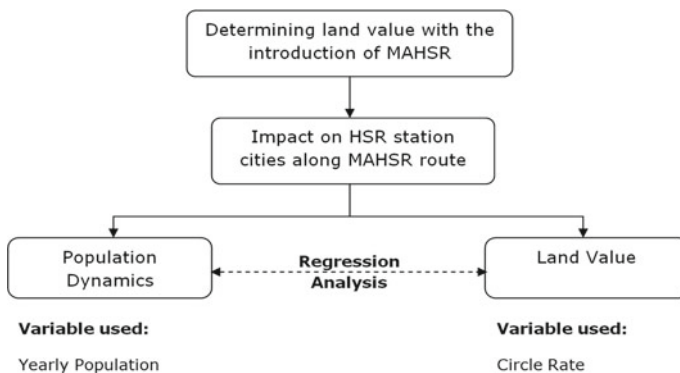 Determining land value with the
introduction of MAHSR
Impact on HSR station
cities along MAHSR route
Population
Dynamics
Regression
Analysis
Land Value
Variable used:
Yearly Population
Variable used:
Circle Rate